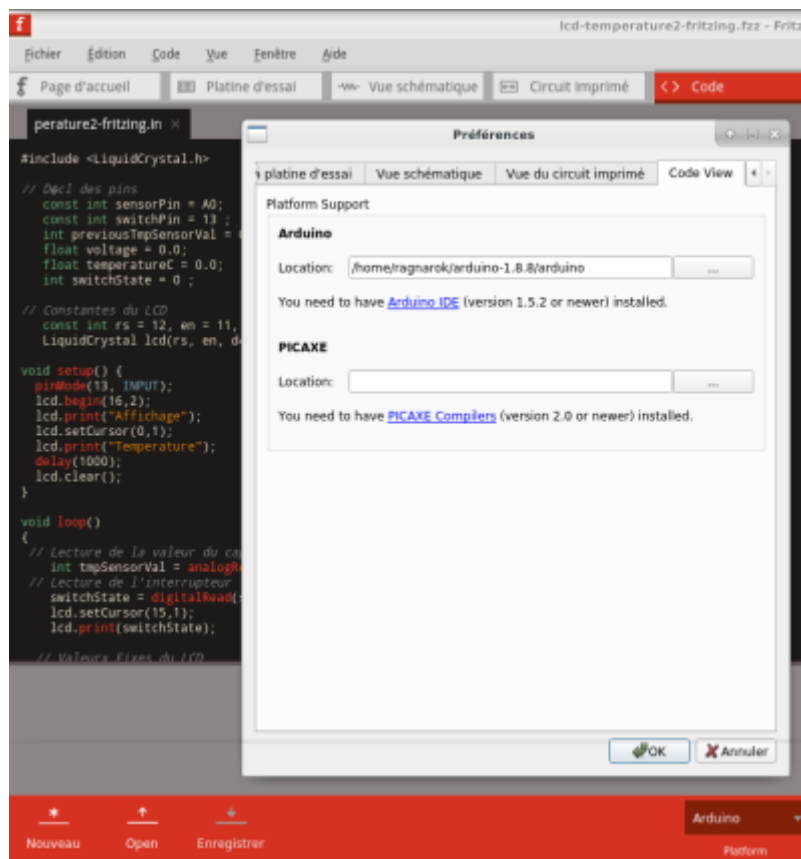 f
lcd-temperature2-fritzing.fzz - Fritz
Fichier Édition Code Vue Fenêtre Aide
f Page d'accueil Platine d'essai Vue schématique Circuit imprimé <> Code
perature2-fritzing.in ×
#include <LiquidCrystal.h>
// Décl des pins
const int sensorPin = A0;
const int switchPin = 13 ;
int previousTmpSensorVal =
float voltage = 0.0;
float temperatureC = 0.0;
int switchState = 0 ;
// Constantes du LCD
const int rs = 12, en = 11,
LiquidCrystal lcd(rs, en, d
void setup() {
pinMode(13, INPUT);
lcd.begin(16,2);
lcd.print("Affichage");
lcd.setCursor(0,1);
lcd.print("Temperature");
delay(1000);
lcd.clear();
}
void loop()
{
// Lecture de la valeur du ca
int tmpSensorVal = analogR
// Lecture de l'interrupteur
switchState = digitalRead(
lcd.setCursor(15,1);
lcd.print(switchState);
// Valeurs Fixes du LCD
Préférences
platine d'essai Vue schématique Vue du circuit imprimé Code View
Platform Support
Arduino
Location: /home/ragnarok/arduino-1.8.8/arduino ...
You need to have Arduino IDE (version 1.5.2 or newer) installed.
PICAXE
Location: ...
You need to have PICAXE Compilers (version 2.0 or newer) installed.
OK Annuler
Nouveau Open Enregistrer
Arduino
Platform